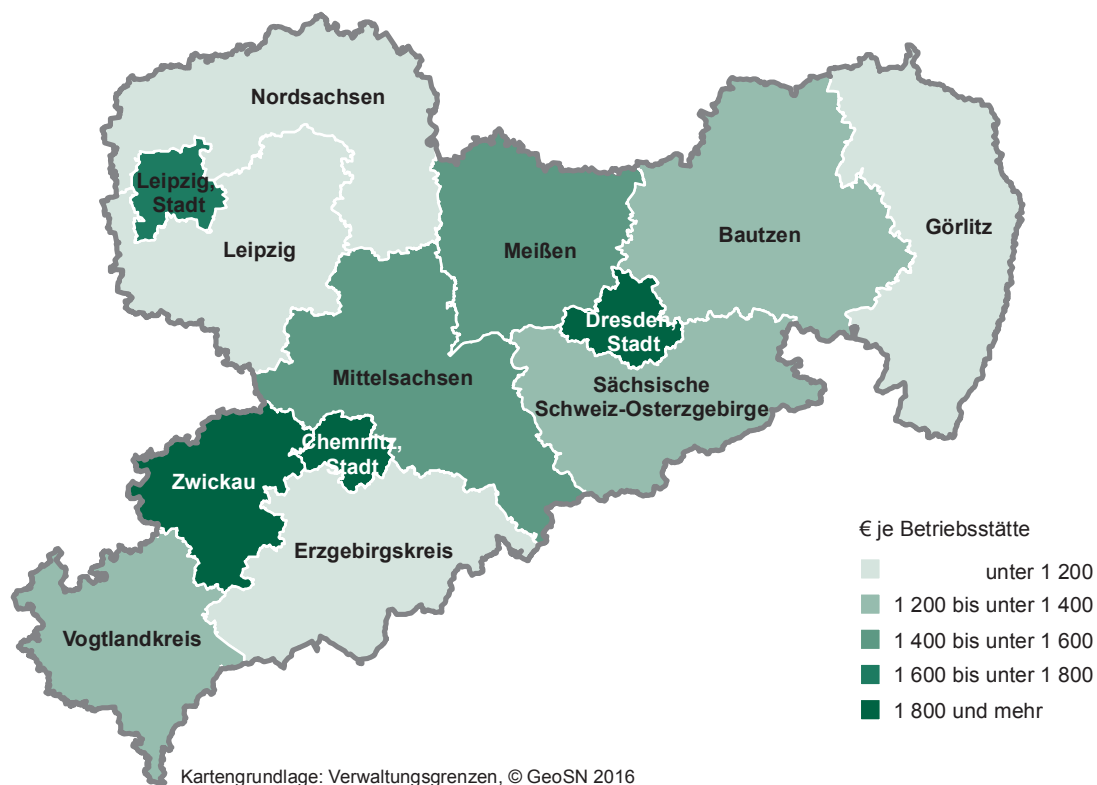 Nordsachsen
Leipzig,
Stadt
Leipzig
Meißen
Bautzen
Görlitz
Dresden,
Stadt
Mittelsachsen
Sächsische
Schweiz-Osterzgebirge
Chemnitz,
Stadt
Zwickau
Erzgebirgskreis
Vogtlandkreis
€ je Betriebsstätte
unter 1 200
1 200 bis unter 1 400
1 400 bis unter 1 600
1 600 bis unter 1 800
1 800 und mehr
Kartengrundlage: Verwaltungsgrenzen, © GeoSN 2016